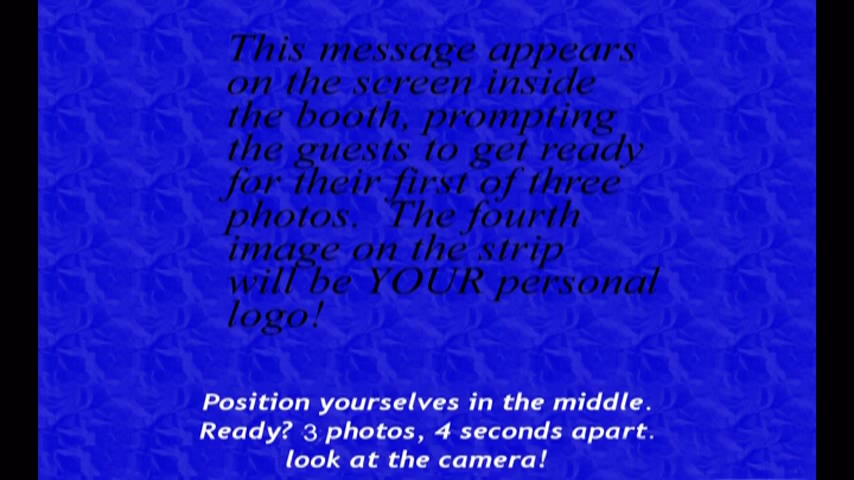 This message appears
on the screen inside
the booth, prompting
the guests to get ready
for their first of three
photos.  The fourth
image on the strip
will be YOUR personal
logo!
Position yourselves in the middle.
Ready? 3 photos, 4 seconds apart.
look at the camera!